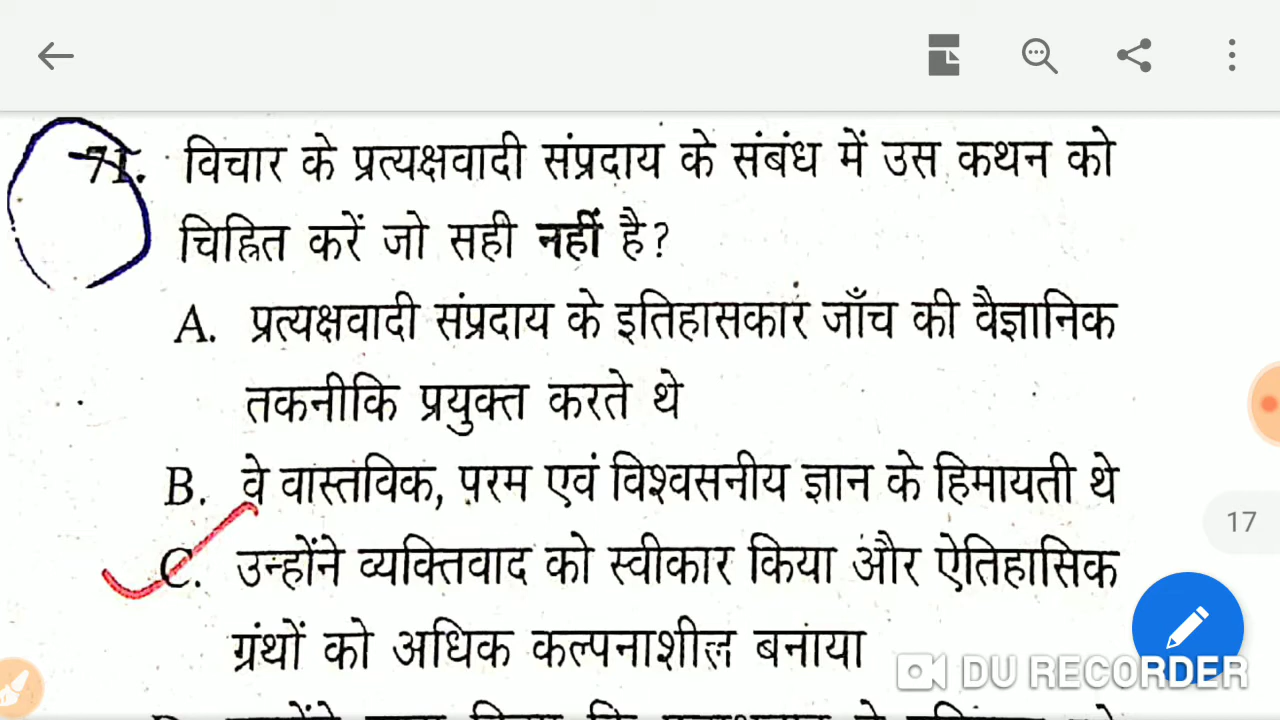 71. विचार के प्रत्यक्षवादी संप्रदाय के संबंध में उस कथन को
चिह्नित करें जो सही नहीं है?
A. प्रत्यक्षवादी संप्रदाय के इतिहासकार जाँच की वैज्ञानिक
तकनीकि प्रयुक्त करते थे
B. वे वास्तविक, परम एवं विश्वसनीय ज्ञान के हिमायती थे
17
C. उन्होंने व्यक्तिवाद को स्वीकार किया और ऐतिहासिक
ग्रंथों को अधिक कल्पनाशील बनाया
DU RECORDER